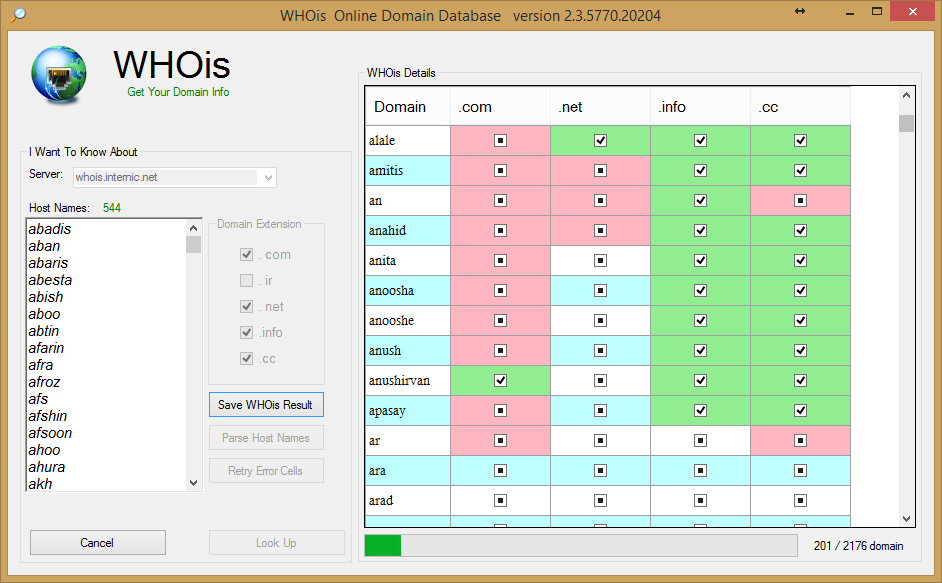 WHOis Online Domain Database version 2.3.5770.20204
WHOis
Get Your Domain Info
I Want To Know About
Server: whois.internic.net
Host Names: 544
abadis
aban
abaris
abesta
abish
aboo
abtin
afarin
afra
afroz
afs
afshin
afsoon
ahoo
ahura
akh
Domain Extension
. com
. ir
. net
.info
.cc
Save WHOis Result
Parse Host Names
Retry Error Cells
Cancel
Look Up
WHOis Details
Domain .com .net .info .cc
alale
amitis
an
anahid
anita
anoosha
anooshe
anush
anushirvan
apasay
ar
ara
arad
201 / 2176 domain